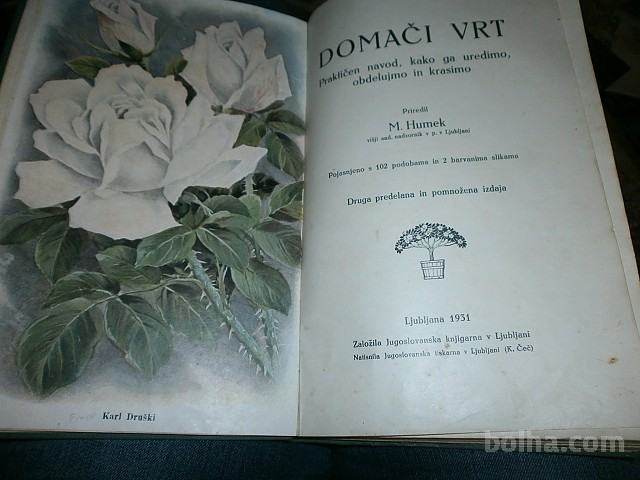 Karl Druški
DOMAČI VRT
Praktičen navod, kako ga uredimo,
obdelujmo in krasimo
Priredil
M. Humek
višji sad. nadzornik v p. v Ljubljani
Pojasnjeno s 102 podobama in 2 barvanima slikama
Druga predelana in pomnožena izdaja
Ljubljana 1931
Založila Jugoslovanska knjigarna v Ljubljani
Natisnila Jugoslovanska tiskarna v Ljubljani (K. Čeč)
bolha.com